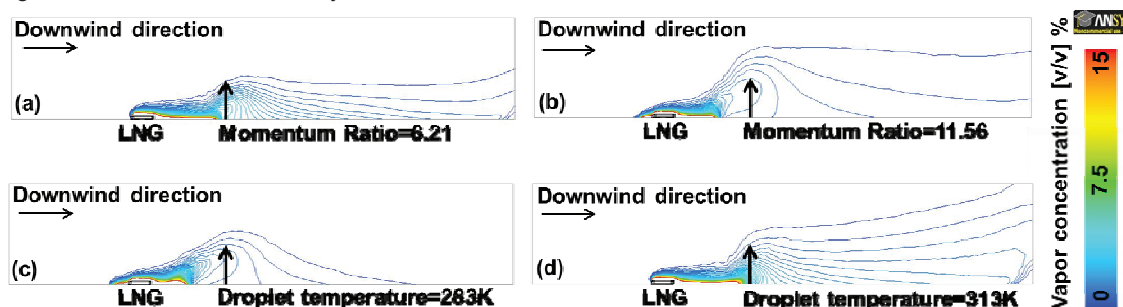 Downwind direction
(a)
LNG
Momentum Ratio=6.21
Downwind direction
(b)
LNG
Momentum Ratio=11.56
Downwind direction
(c)
LNG
Droplet temperature=283K
Downwind direction
(d)
LNG
Droplet temperature=313K
ANSY
Vapor concentration [v/v] %
15
7.5
0